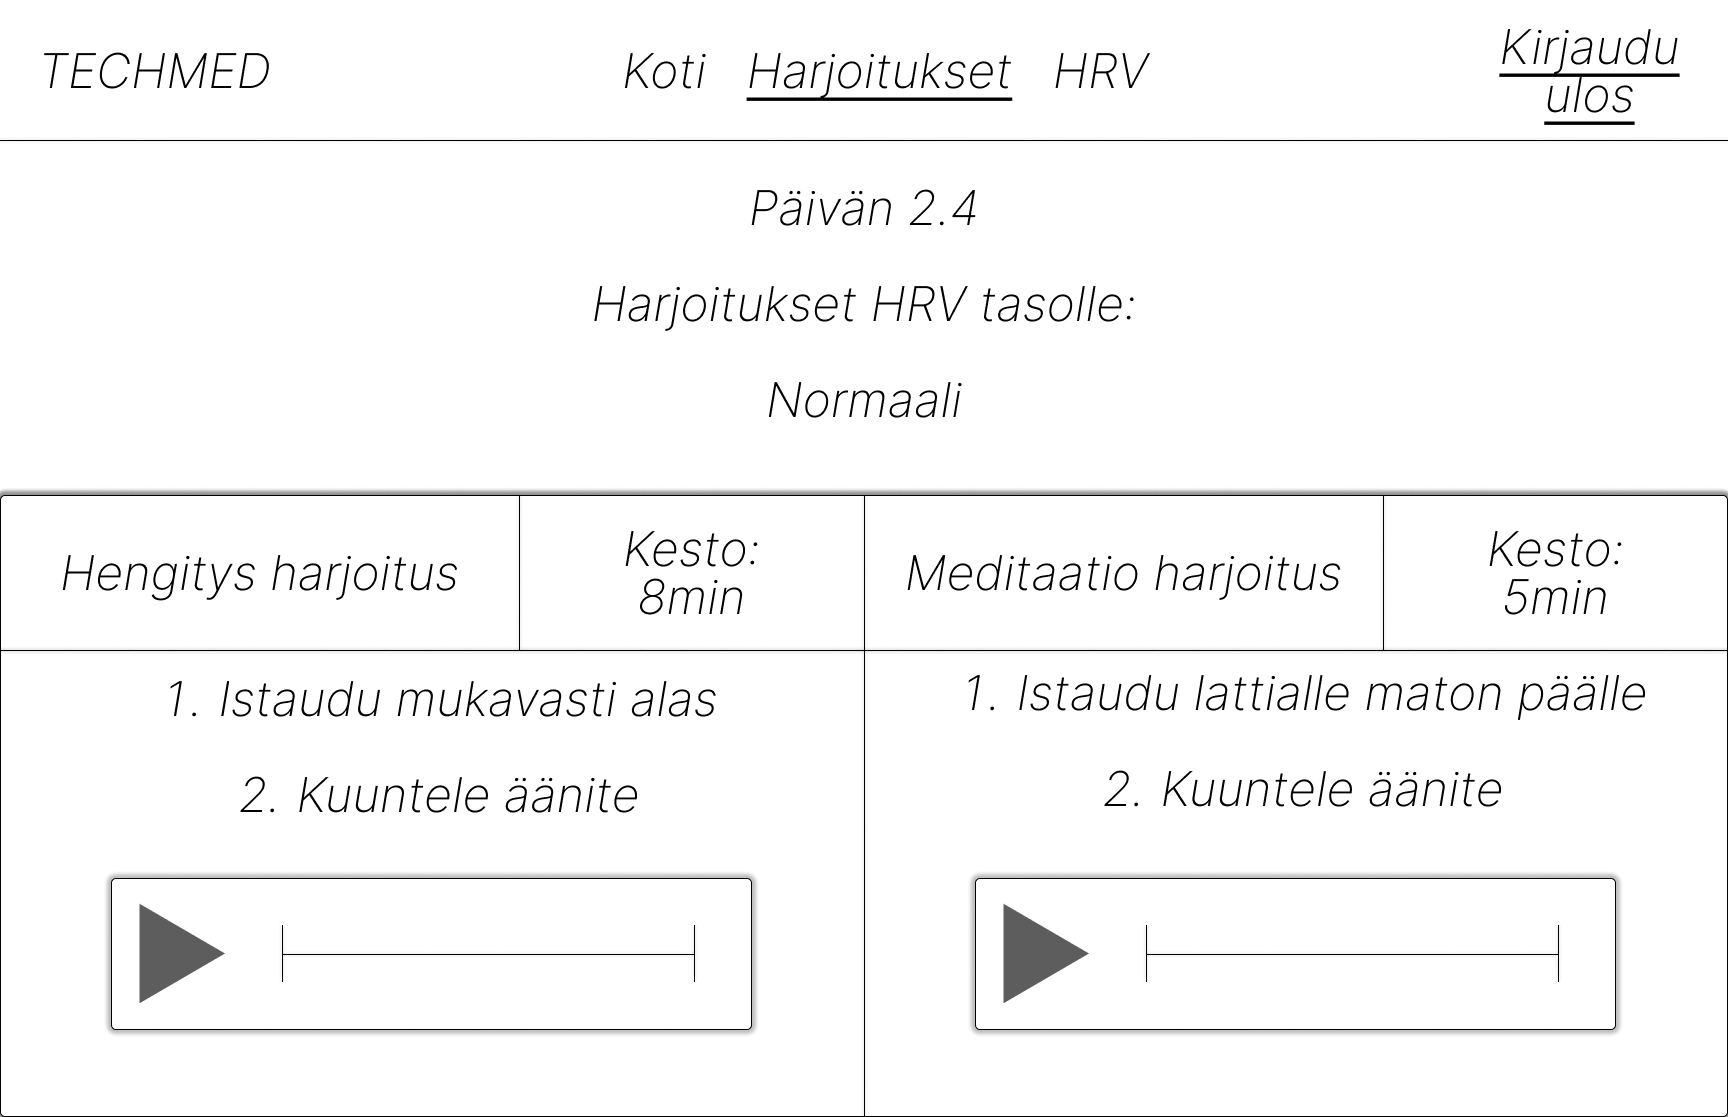 TECHMED
Koti Harjoitukset HRV
Kirjaudu
ulos
Päivän 2.4
Harjoitukset HRV tasolle:
Normaali
Hengitys harjoitus
Kesto:
8min
Meditaatio harjoitus
Kesto:
5min
1. Istaudu mukavasti alas
2. Kuuntele äänite
1. Istaudu lattialle maton päälle
2. Kuuntele äänite